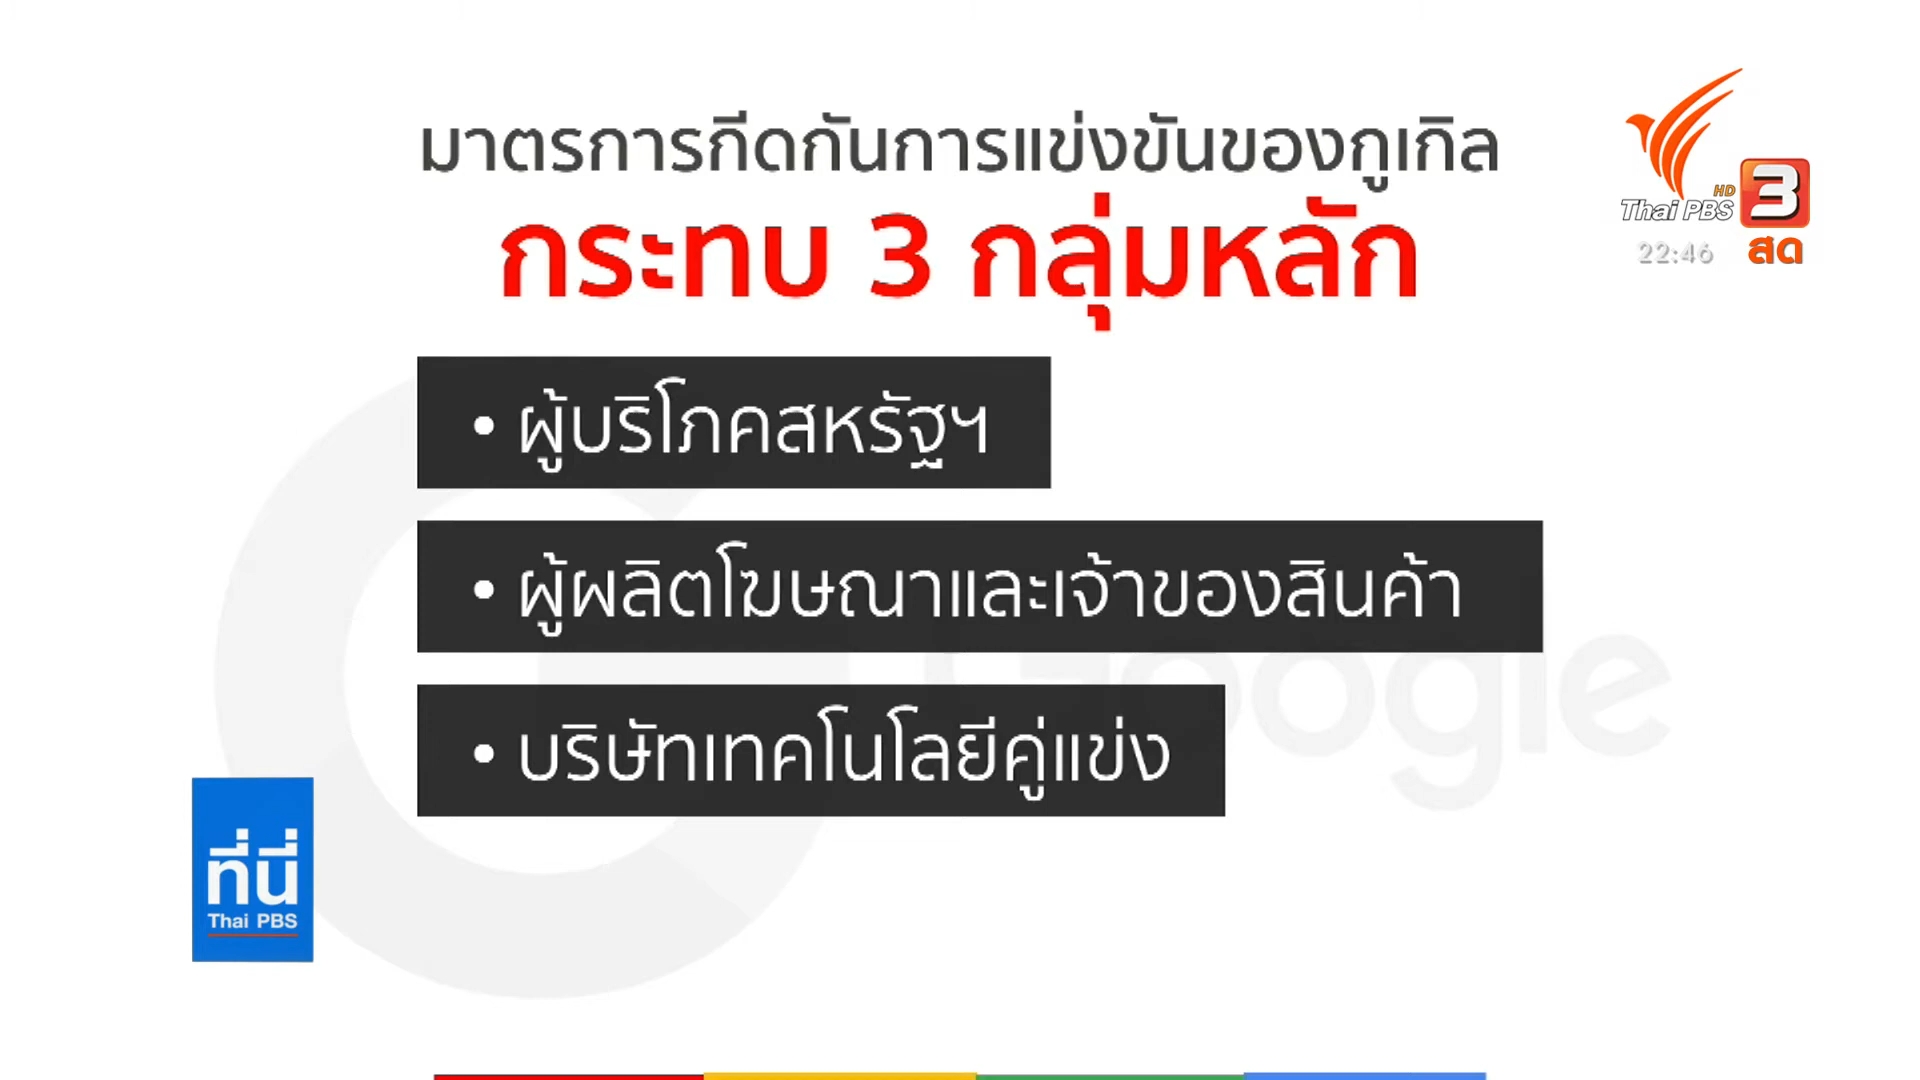 มาตรการกีดกันการแข่งขันของกูเกิล
กระทบ 3 กลุ่มหลัก
• ผู้บริโภคสหรัฐฯ
• ผู้ผลิตโฆษณาและเจ้าของสินค้า
• บริษัทเทคโนโลยีคู่แข่ง
Google
Thai PBS HD 3
22:46 สด
ที่นี่
Thai PBS